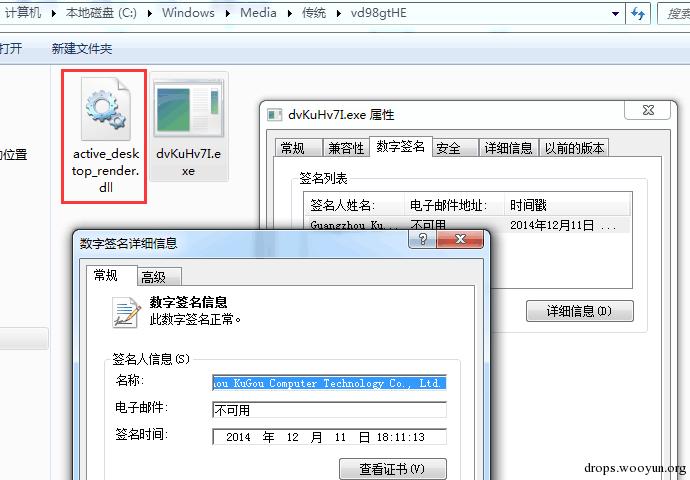 计算机 ▸ 本地磁盘 (C:) ▸ Windows ▸ Media ▸ 传统 ▸ vd98gtHE
搜索
打开 新建文件夹
的位置
active_desk
top_render.
dll
dvKuHv7I.e
xe
dvKuHv7I.exe 属性
常规 兼容性 数字签名 安全 详细信息 以前的版本
签名列表
签名人姓名: 电子邮件地址: 时间戳
Guangzhou Ku... 不可用 2014年12月11日 ...
详细信息(D)
数字签名详细信息
常规 高级
数字签名信息
此数字签名正常。
签名人信息(S)
名称: ou KuGou Computer Technology Co., Ltd.
电子邮件: 不可用
签名时间: 2014 年 12 月 11 日 18:11:13
查看证书(V)
drops.wooyun.org